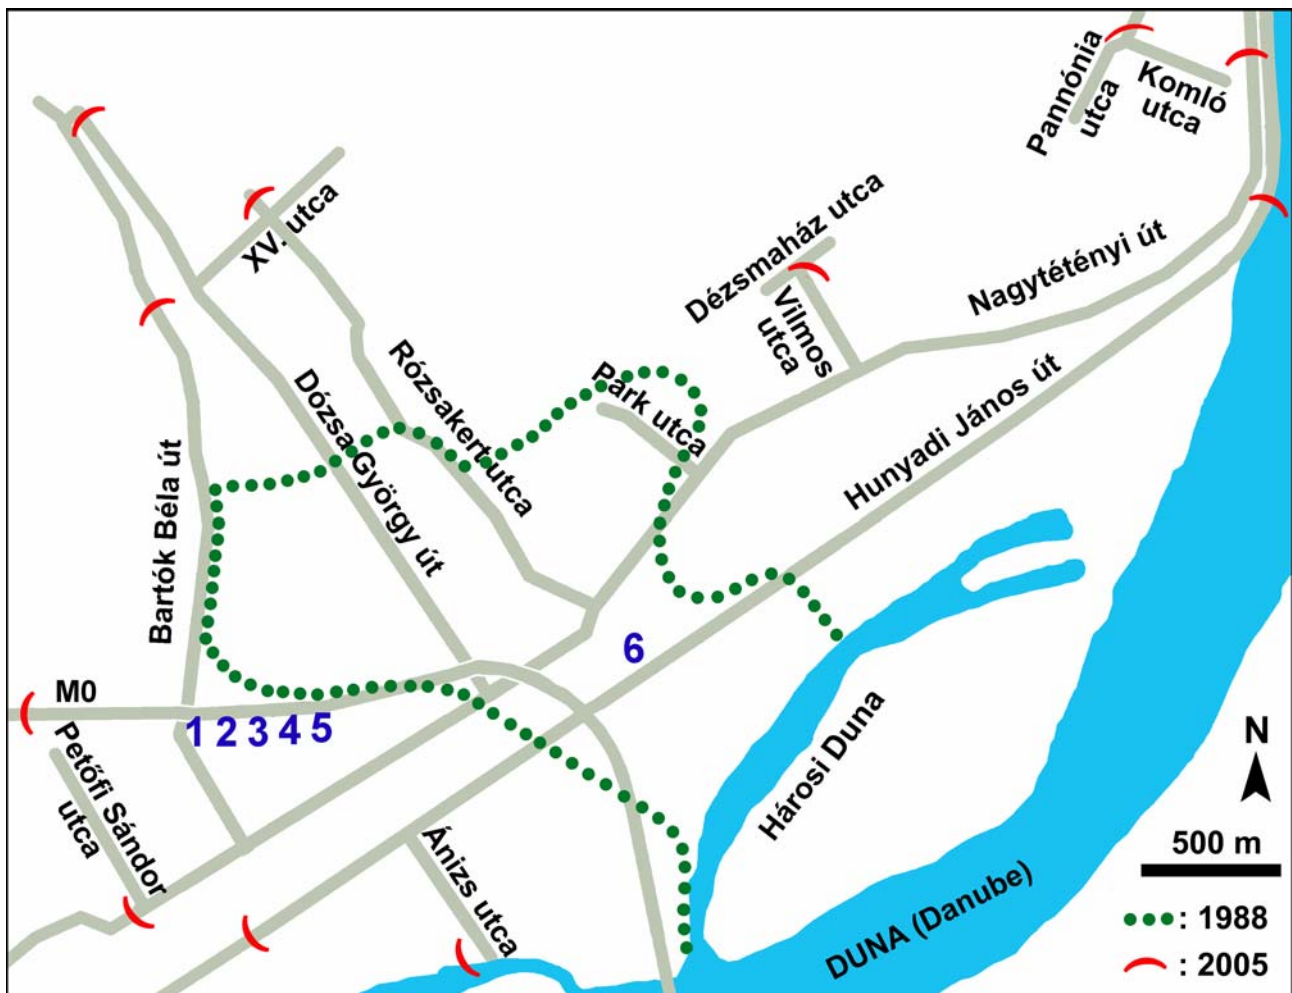 Pannónia
utca
Komló
utca
XV. utca
Dézsmaház utca
Vilmos
utca
Nagytétényi út
Rózsakert utca
Park utca
Dózsa György út
Hunyadi János út
Bartók Béla út
6
M0
1 2 3 4 5
Petőfi Sándor
utca
Hárosi Duna
Ánizs utca
DUNA (Danube)
N
500 m
: 1988
: 2005